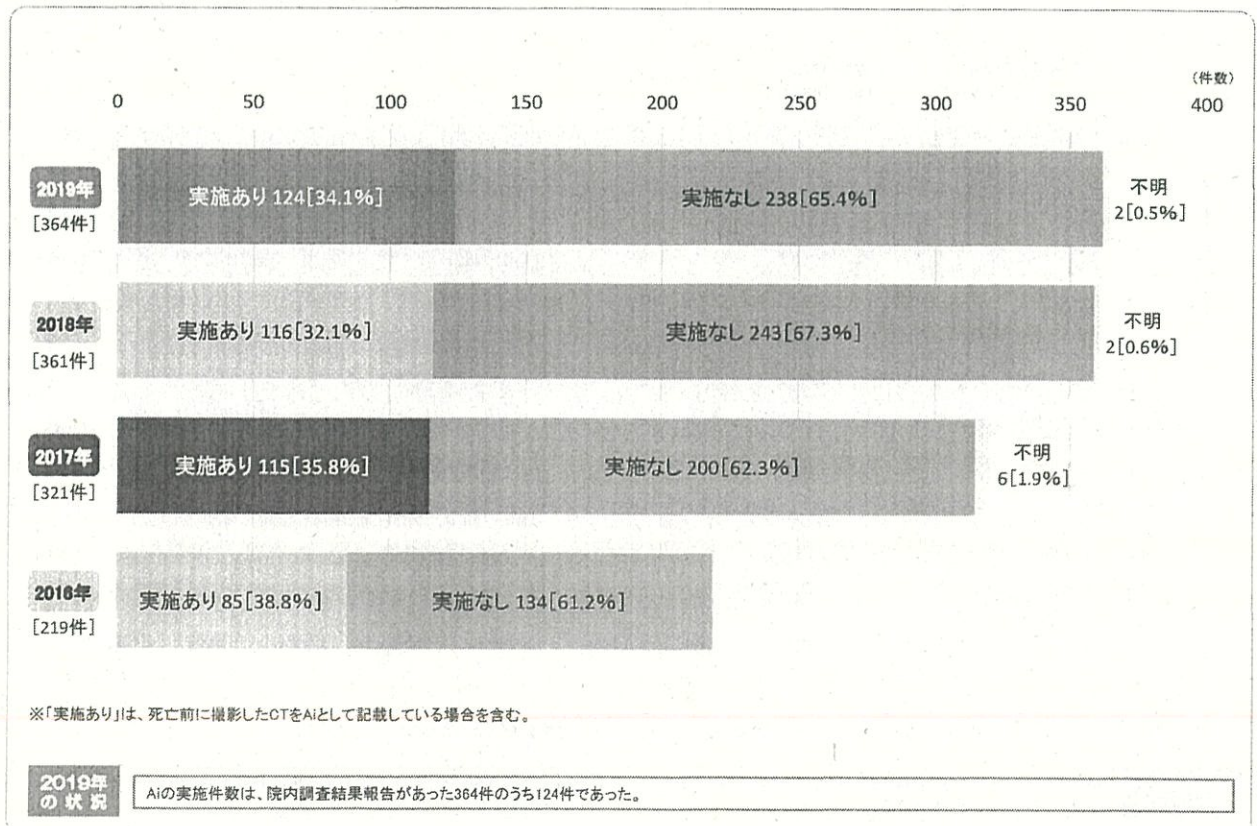 (件数)
0 50 100 150 200 250 300 350 400
2019年
[364件]
実施あり 124[34.1%]
実施なし 238[65.4%]
不明
2[0.5%]
2018年
[361件]
実施あり 116[32.1%]
実施なし 243[67.3%]
不明
2[0.6%]
2017年
[321件]
実施あり 115[35.8%]
実施なし 200[62.3%]
不明
6[1.9%]
2016年
[219件]
実施あり 85[38.8%]
実施なし 134[61.2%]
※「実施あり」は、死亡前に撮影したCTをAiとして記載している場合を含む。
2019年
の状況
Aiの実施件数は、院内調査結果報告があった364件のうち124件であった。